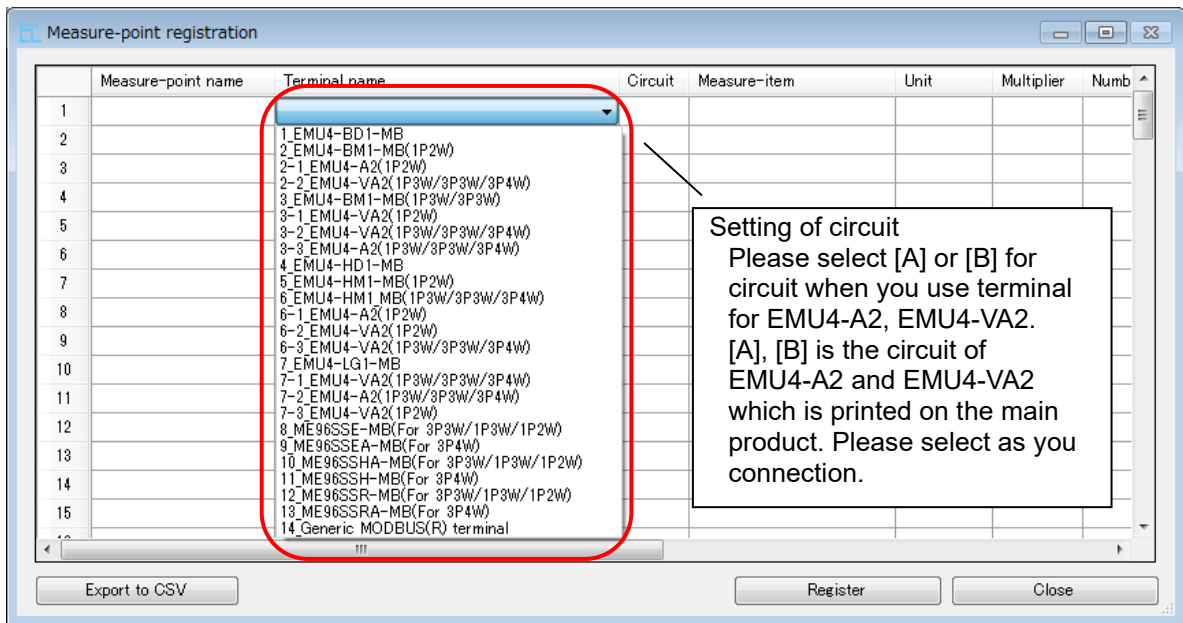 Measure-point registration
Measure-point name Terminal name Circuit Measure-item Unit Multiplier Numb
1
2
3
4
5
6
7
8
9
10
11
12
13
14
15
1_EMU4-BD1-MB
2_EMU4-BM1-MB(1P2W)
2-1_EMU4-A2(1P2W)
2-2_EMU4-VA2(1P3W/3P3W/3P4W)
3_EMU4-BM1-MB(1P3W/3P3W)
3-1_EMU4-VA2(1P2W)
3-2_EMU4-VA2(1P3W/3P3W/3P4W)
3-3_EMU4-A2(1P3W/3P3W/3P4W)
4_EMU4-HD1-MB
5_EMU4-HM1-MB(1P2W)
6_EMU4-HM1_MB(1P3W/3P3W/3P4W)
6-1_EMU4-A2(1P2W)
6-2_EMU4-VA2(1P2W)
6-3_EMU4-VA2(1P3W/3P3W/3P4W)
7_EMU4-LG1-MB
7-1_EMU4-VA2(1P3W/3P3W/3P4W)
7-2_EMU4-A2(1P3W/3P3W/3P4W)
7-3_EMU4-VA2(1P2W)
8_ME96SSE-MB(For 3P3W/1P3W/1P2W)
9_ME96SSEA-MB(For 3P4W)
10_ME96SSHA-MB(For 3P3W/1P3W/1P2W)
11_ME96SSH-MB(For 3P4W)
12_ME96SSR-MB(For 3P3W/1P3W/1P2W)
13_ME96SSRA-MB(For 3P4W)
14_Generic MODBUS(R) terminal
Setting of circuit
Please select [A] or [B] for
circuit when you use terminal
for EMU4-A2, EMU4-VA2.
[A], [B] is the circuit of
EMU4-A2 and EMU4-VA2
which is printed on the main
product. Please select as you
connection.
Export to CSV Register Close